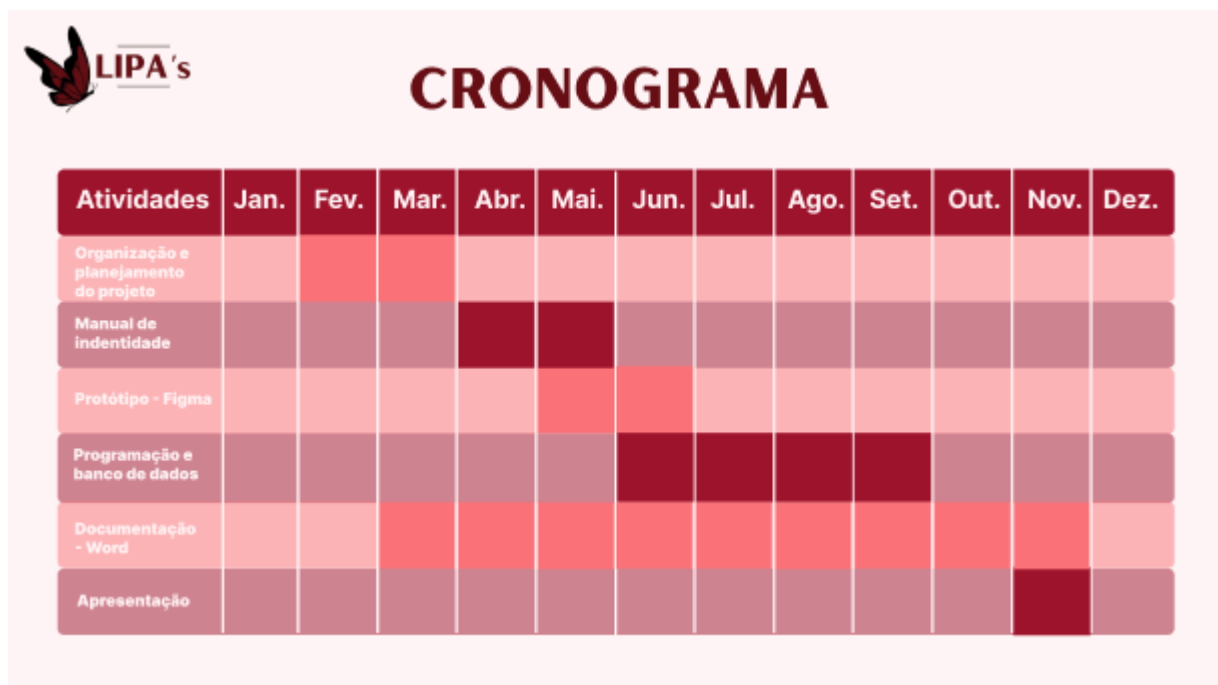 LIPA's
CRONOGRAMA
Atividades Jan. Fev. Mar. Abr. Mai. Jun. Jul. Ago. Set. Out. Nov. Dez.
Organização e
planejamento
do projeto
Manual de
indentidade
Protótipo - Figma
Programação e
banco de dados
Documentação
- Word
Apresentação